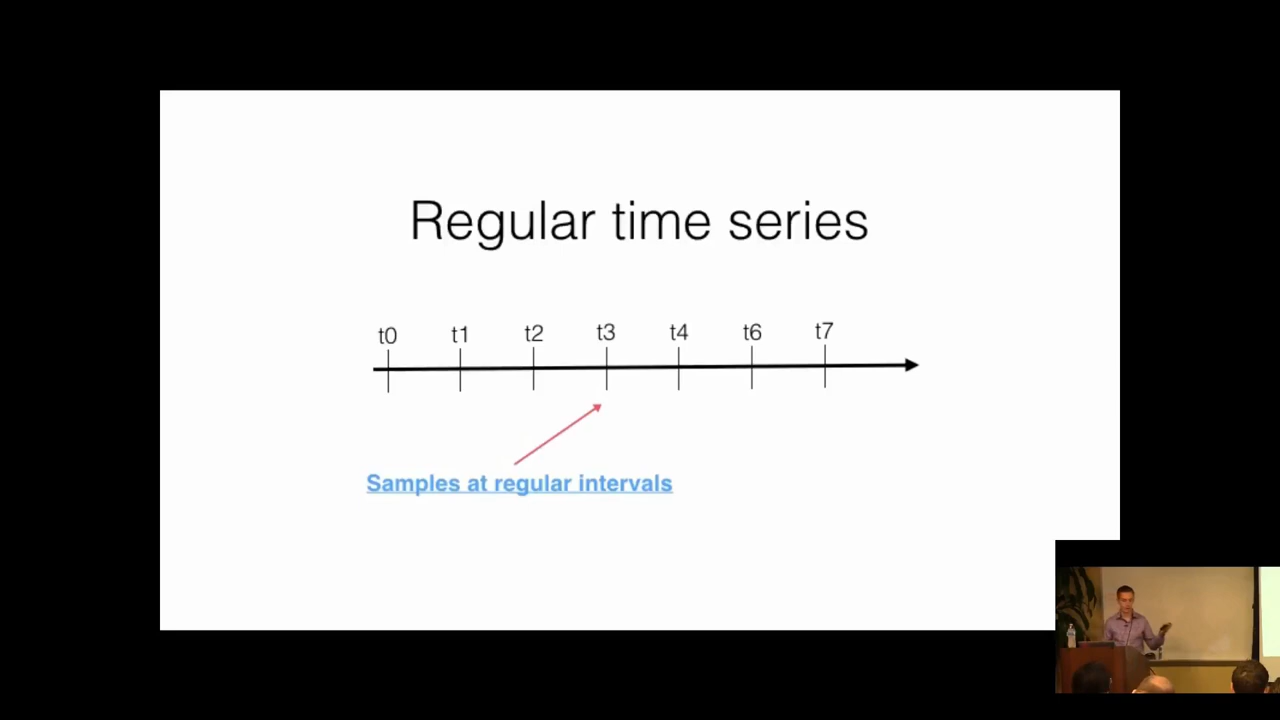 Regular time series
t0 t1 t2 t3 t4 t6 t7
Samples at regular intervals